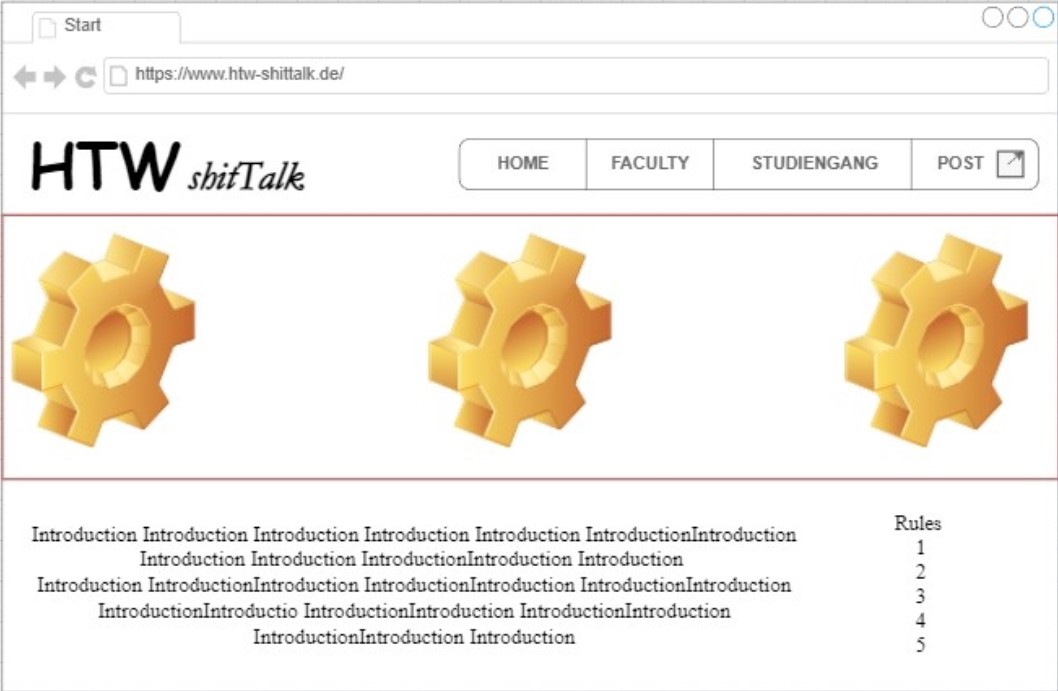 Start
https://www.htw-shittalk.de/
HTW shitTalk
HOME FACULTY STUDIENGANG POST
Introduction Introduction Introduction Introduction Introduction IntroductionIntroduction
Introduction Introduction IntroductionIntroduction Introduction
Introduction IntroductionIntroduction IntroductionIntroduction IntroductionIntroduction
IntroductionIntroductio IntroductionIntroduction IntroductionIntroduction
IntroductionIntroduction Introduction
Rules
1
2
3
4
5